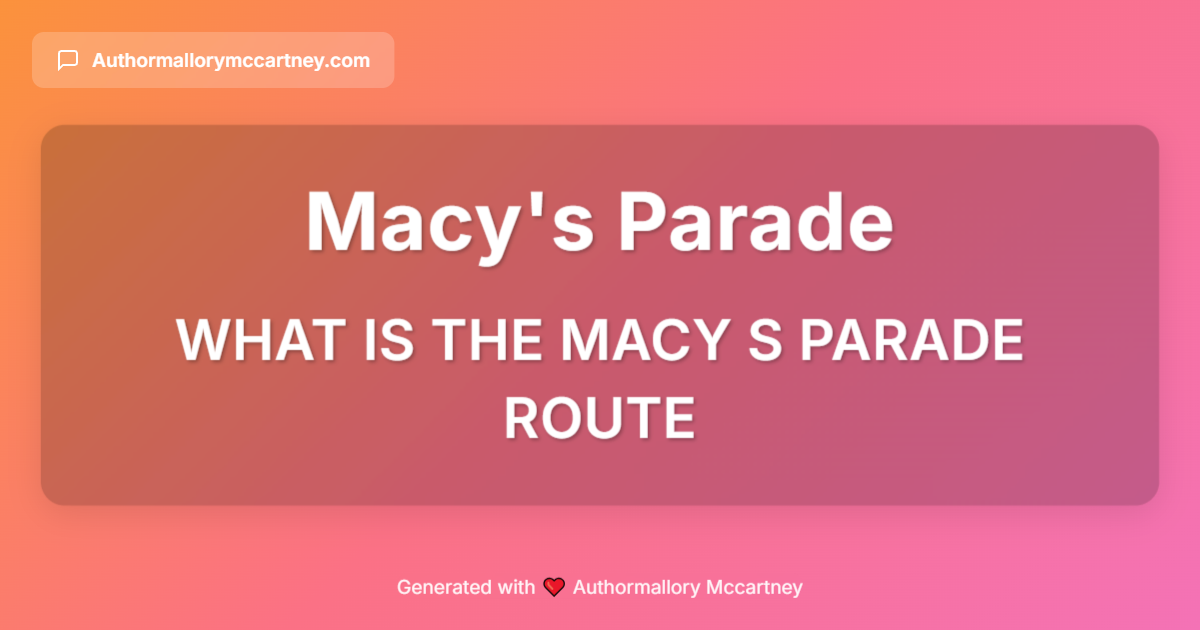 Authormallorymccartney.com
Macy's Parade
WHAT IS THE MACY S PARADE
ROUTE
Generated with ❤️ Authormallory Mccartney